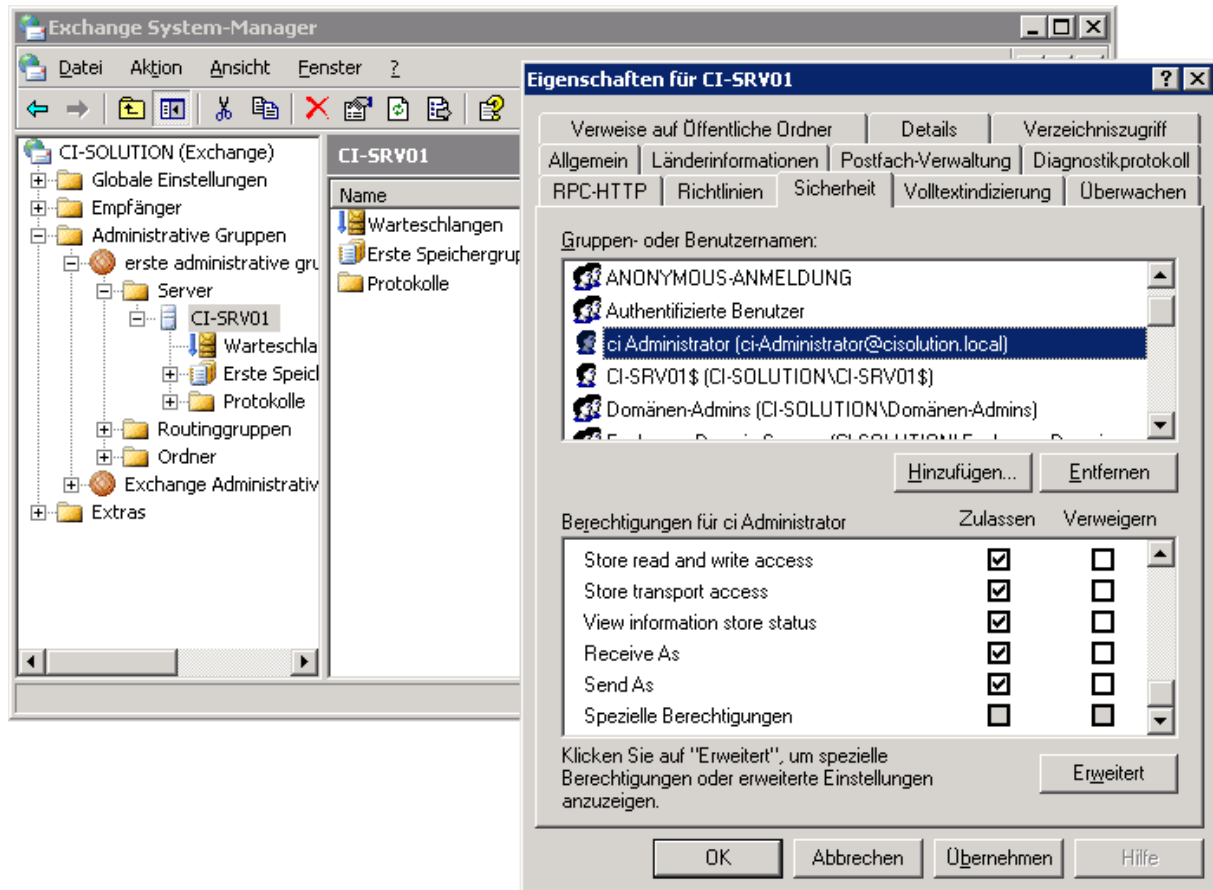 Exchange System-Manager
Datei Aktion Ansicht Fenster ?
CI-SOLUTION (Exchange)
Globale Einstellungen
Empfänger
Administrative Gruppen
erste administrative gru
Server
CI-SRV01
Warteschla
Erste Speicl
Protokolle
Routinggruppen
Ordner
Exchange Administrativ
Extras
CI-SRV01
Name
Warteschlangen
Erste Speichergrup
Protokolle
Eigenschaften für CI-SRV01
Verweise auf Öffentliche Ordner Details Verzeichniszugriff
Allgemein Länderinformationen Postfach-Verwaltung Diagnostikprotokoll
RPC-HTTP Richtlinien Sicherheit Volltextindizierung Überwachen
Gruppen- oder Benutzernamen:
ANONYMOUS-ANMELDUNG
Authentifizierte Benutzer
ci Administrator (ci-Administrator@cisolution.local)
CI-SRV01$ (CI-SOLUTION\CI-SRV01$)
Domänen-Admins (CI-SOLUTION\Domänen-Admins)
Hinzufügen... Entfernen
Berechtigungen für ci Administrator Zulassen Verweigern
Store read and write access
Store transport access
View information store status
Receive As
Send As
Spezielle Berechtigungen
Klicken Sie auf "Erweitert", um spezielle
Berechtigungen oder erweiterte Einstellungen
anzuzeigen.
Erweitert
OK Abbrechen Übernehmen Hilfe